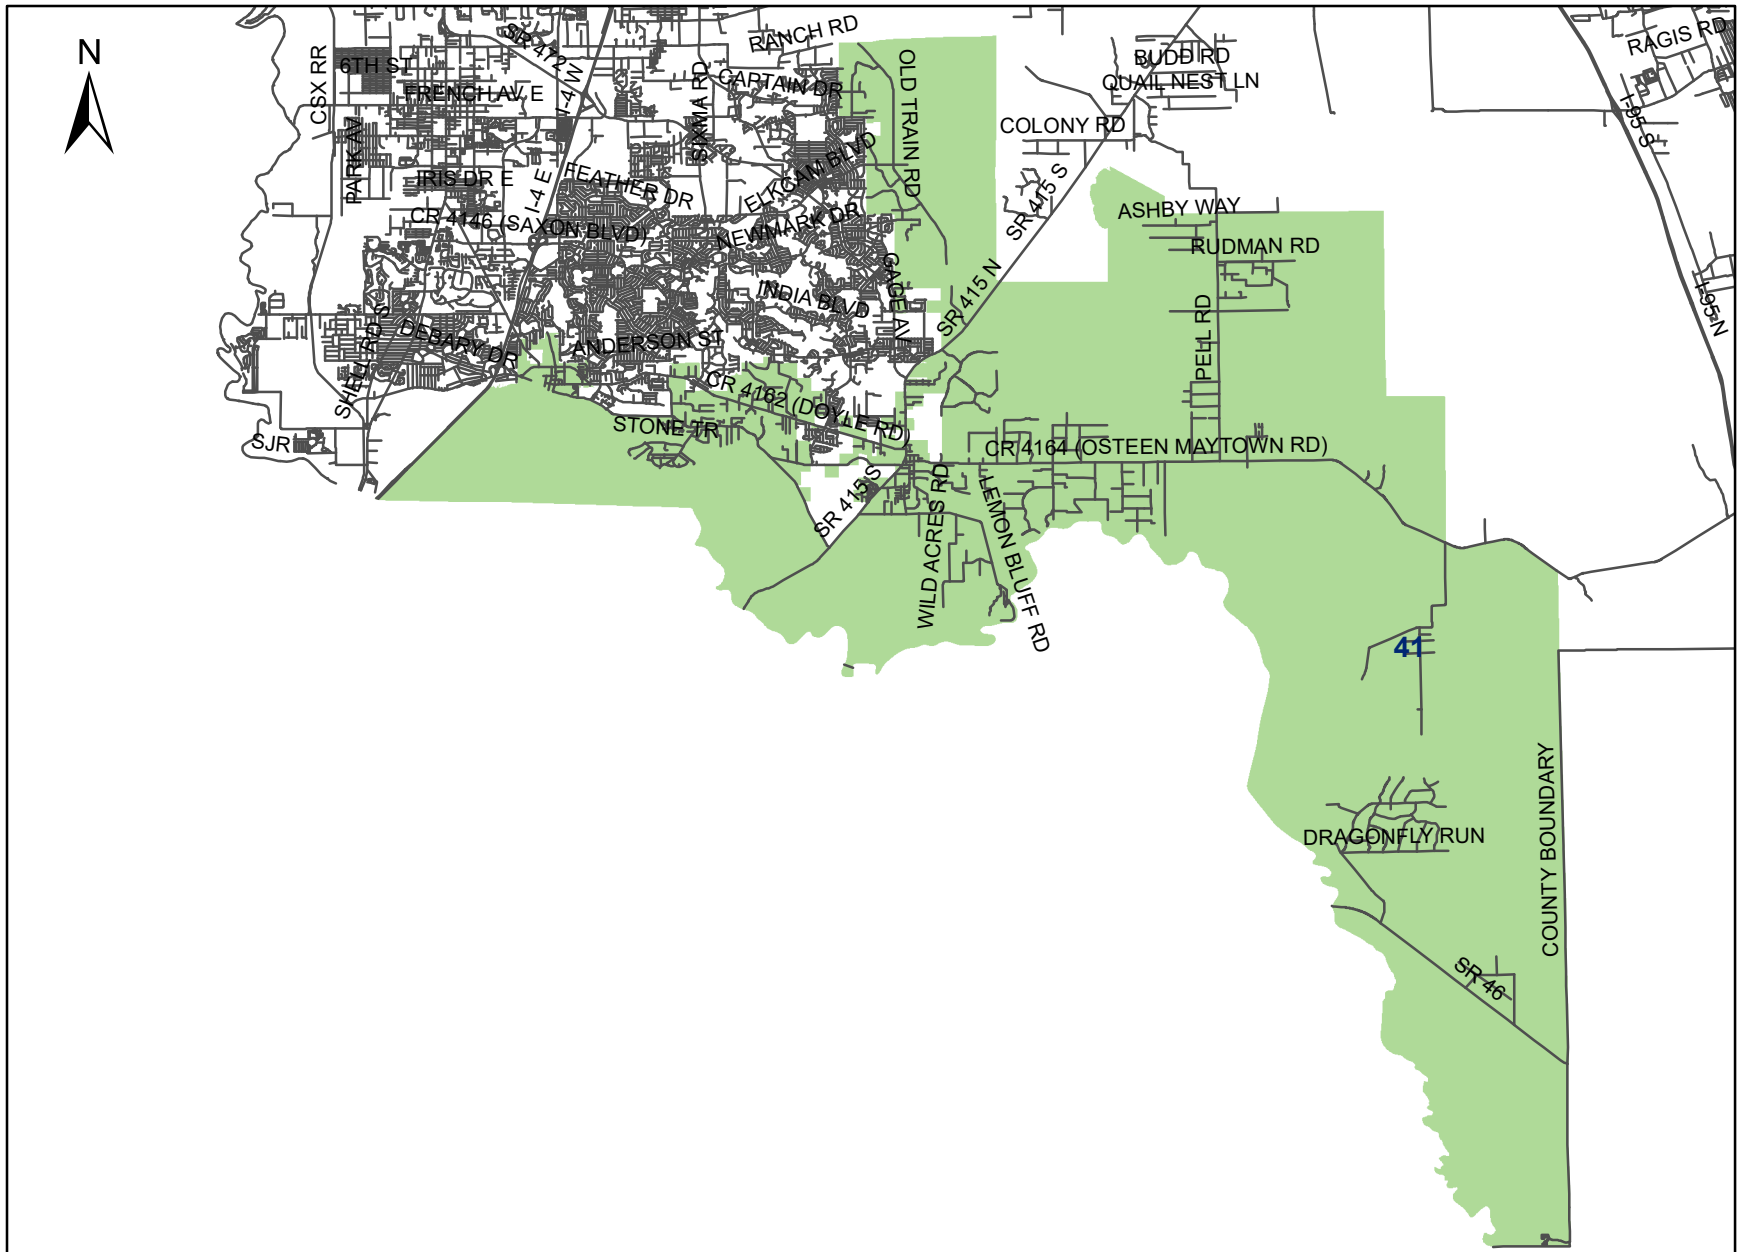 N
CSX RR
6TH ST
SR 472
I-4 W
RANCH RD
SIXMA RD
CAPTAIN DR
OLD TRAIN RD
BUDD RD
QUAIL NEST LN
RAGIS RD
FRENCH AV E
COLONY RD
I-95 S
PARK AV
IRIS DR E
I-4 E
FEATHER DR
ELKCAM BLVD
SR 415 S
ASHBY WAY
CR 4146 (SAXON BLVD)
NEWMARK DR
RUDMAN RD
GAGE AV
INDIA BLVD
SR 415 N
PELL RD
I-95 N
SHELL RD S
DEBARY DR
ANDERSON ST
CR 4162 (DOYLE RD)
STONE TR
SJR
CR 4164 (OSTEEN MAYTOWN RD)
SR 415 S
WILD ACRES RD
LEMON BLUFF RD
41
COUNTY BOUNDARY
DRAGONFLY RUN
SR 46